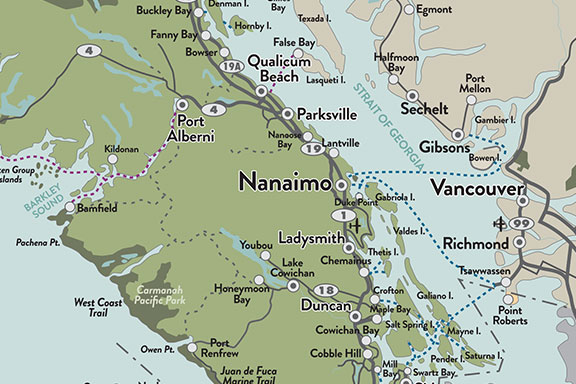 Denman I.
Buckley Bay
Hornby I.
Bay
Texada I.
Egmont
Fanny Bay
False Bay
4
Bowser
Halfmoon
Bay
19A
Qualicum
Beach
Lasqueti I.
Port
Mellon
Sechelt
STRAIT OF GEORGIA
Gambier I.
4
Port
Alberni
Parksville
Nanoose
Bay
19
Lantville
Gibsons
Bowen I.
Kildonan
ken Group
slands
BARKLEY
SOUND
Bamfield
Nanaimo
Duke Point
Gabriola I.
Vancouver
1
99
Pachena Pt.
Valdes I.
Richmond
Ladysmith
Youbou
Thetis I.
Chemainus
Lake
Cowichan
Tsawwassen
Carmanah
Pacific Park
Honeymoon
Bay
18
Crofton
Galiano I.
West Coast
Trail
Duncan
Maple Bay
Point
Roberts
Salt Spring I.
Cowichan Bay
Mayne I.
Owen Pt.
Port
Renfrew
Cobble Hill
Pender I.
Saturna I.
Mill
Bay
Swartz Bay
Juan de Fuca
Marine Trail